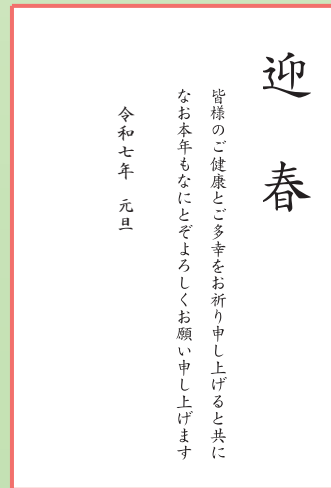 迎春
皆様のご健康とご多幸をお祈り申し上げると共に
なお本年もなにとぞよろしくお願い申し上げます
令和七年 元旦